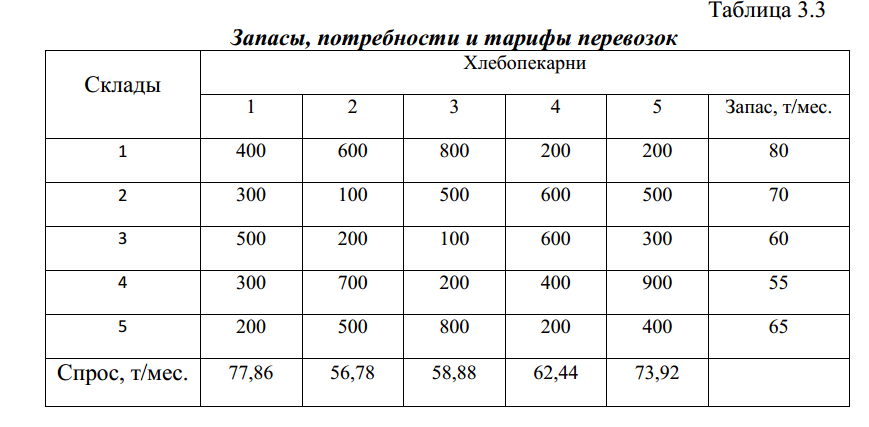 Таблица 3.3
Запасы, потребности и тарифы перевозок
Склады Хлебопекарни
1 2 3 4 5 Запас, т/мес.
1 400 600 800 200 200 80
2 300 100 500 600 500 70
3 500 200 100 600 300 60
4 300 700 200 400 900 55
5 200 500 800 200 400 65
Спрос, т/мес. 77,86 56,78 58,88 62,44 73,92